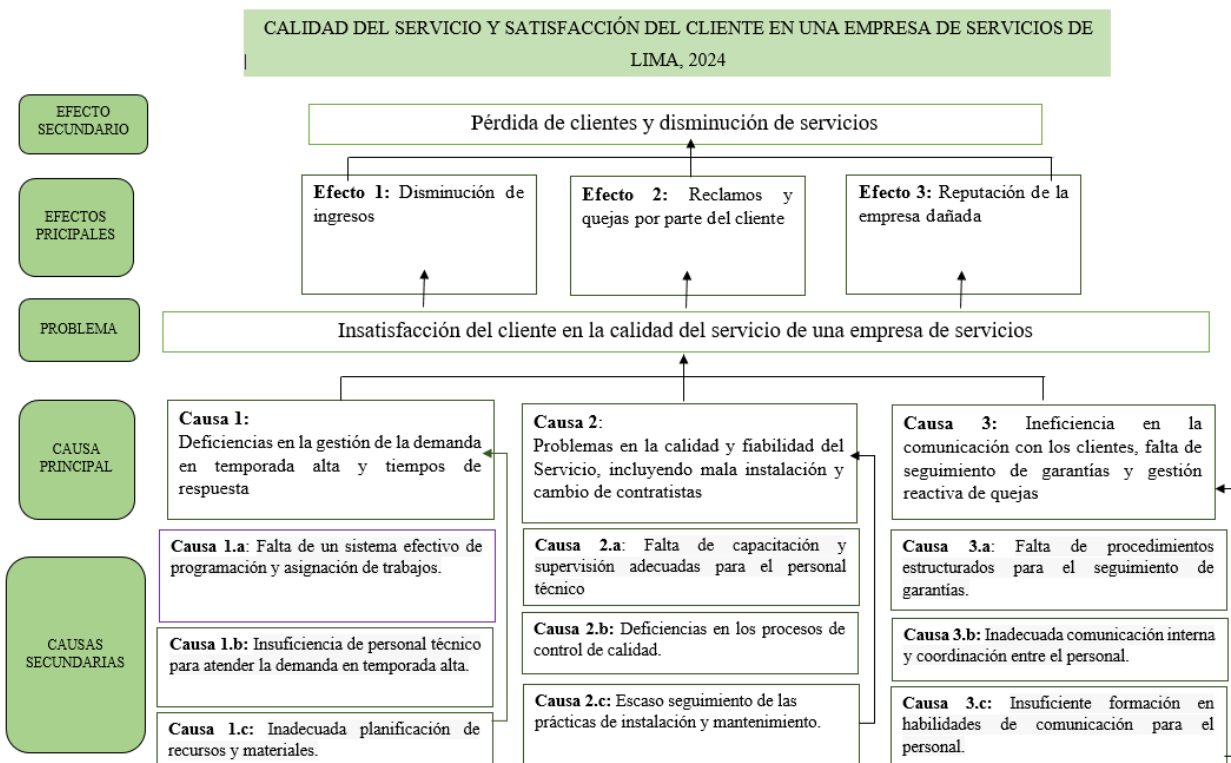 CALIDAD DEL SERVICIO Y SATISFACCIÓN DEL CLIENTE EN UNA EMPRESA DE SERVICIOS DE
LIMA, 2024
EFECTO
SECUNDARIO
Pérdida de clientes y disminución de servicios
EFECTOS
PRICIPALES
Efecto 1: Disminución de
ingresos
Efecto 2: Reclamos y
quejas por parte del cliente
Efecto 3: Reputación de la
empresa dañada
PROBLEMA
Insatisfacción del cliente en la calidad del servicio de una empresa de servicios
CAUSA
PRINCIPAL
Causa 1:
Deficiencias en la gestión de la demanda
en temporada alta y tiempos de
respuesta
Causa 2:
Problemas en la calidad y fiabilidad del
Servicio, incluyendo mala instalación y
cambio de contratistas
Causa 3: Ineficiencia en la
comunicación con los clientes, falta de
seguimiento de garantías y gestión
reactiva de quejas
CAUSAS
SECUNDARIAS
Causa 1.a: Falta de un sistema efectivo de
programación y asignación de trabajos.
Causa 1.b: Insuficiencia de personal técnico
para atender la demanda en temporada alta.
Causa 1.c: Inadecuada planificación de
recursos y materiales.
Causa 2.a: Falta de capacitación y
supervisión adecuadas para el personal
técnico
Causa 2.b: Deficiencias en los procesos de
control de calidad.
Causa 2.c: Escaso seguimiento de las
prácticas de instalación y mantenimiento.
Causa 3.a: Falta de procedimientos
estructurados para el seguimiento de
garantías.
Causa 3.b: Inadecuada comunicación interna
y coordinación entre el personal.
Causa 3.c: Insuficiente formación en
habilidades de comunicación para el
personal.